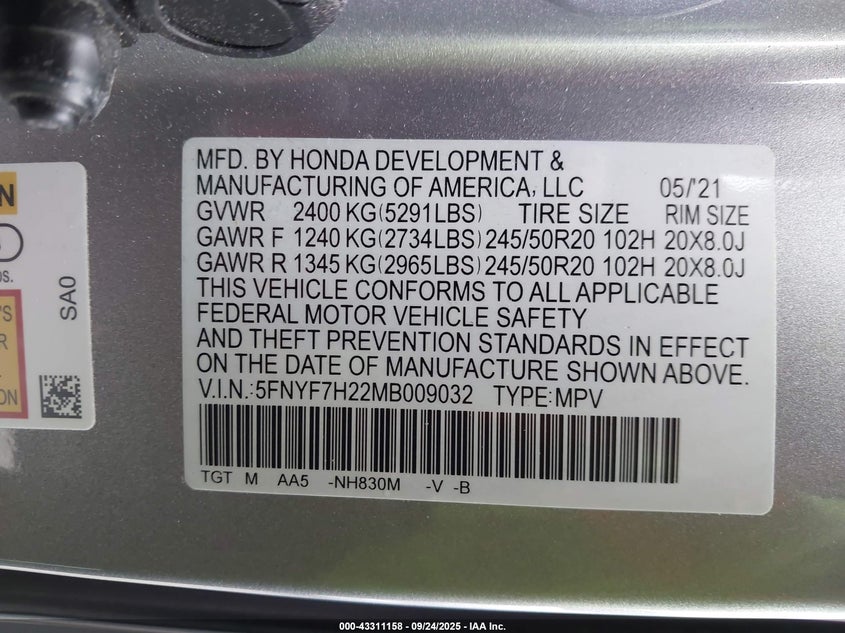 N
S.
SA0
'S
R
ON
MFD. BY HONDA DEVELOPMENT &
MANUFACTURING OF AMERICA, LLC 05/'21
GVWR 2400 KG(5291LBS) TIRE SIZE RIM SIZE
GAWR F 1240 KG(2734LBS) 245/50R20 102H 20X8.0J
GAWR R 1345 KG(2965LBS) 245/50R20 102H 20X8.0J
THIS VEHICLE CONFORMS TO ALL APPLICABLE
FEDERAL MOTOR VEHICLE SAFETY
AND THEFT PREVENTION STANDARDS IN EFFECT
ON THE DATE OF MANUFACTURE SHOWN ABOVE.
V.I.N.:5FNYF7H22MB009032 TYPE:MPV
TGT M AA5 -NH830M -V -B
000-43311158 - 09/24/2025 - IAA Inc.